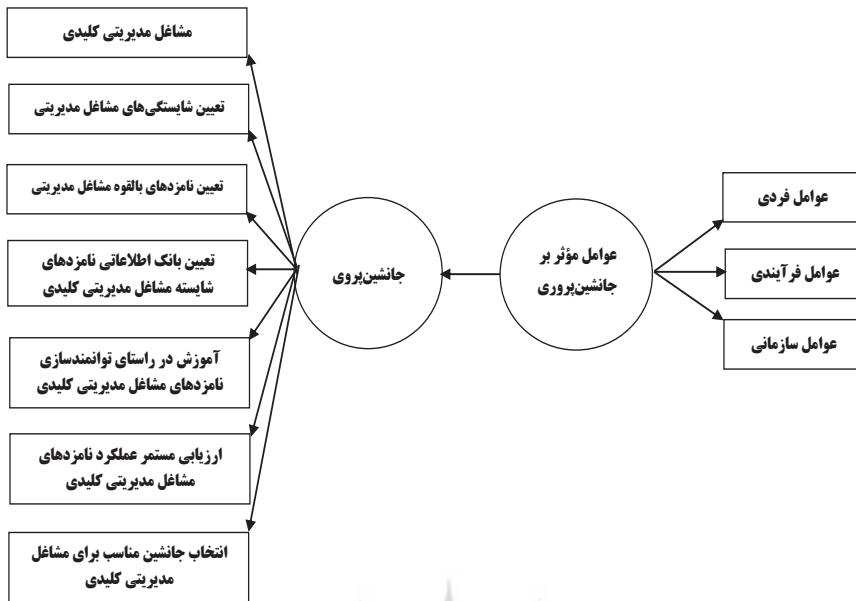 عوامل فردی
عوامل فرآیندی
عوامل سازمانی
عوامل مؤثر بر
جانشین‌پروری
جانشین‌پروی
مشاغل مدیریتی کلیدی
تعیین شایستگی‌های مشاغل مدیریتی
تعیین نامزدهای بالقوه مشاغل مدیریتی
تعیین بانک اطلاعاتی نامزدهای
شایسته مشاغل مدیریتی کلیدی
آموزش در راستای توانمندسازی
نامزدهای مشاغل مدیریتی کلیدی
ارزیابی مستمر عملکرد نامزدهای
مشاغل مدیریتی کلیدی
انتخاب جانشین مناسب برای مشاغل
مدیریتی کلیدی